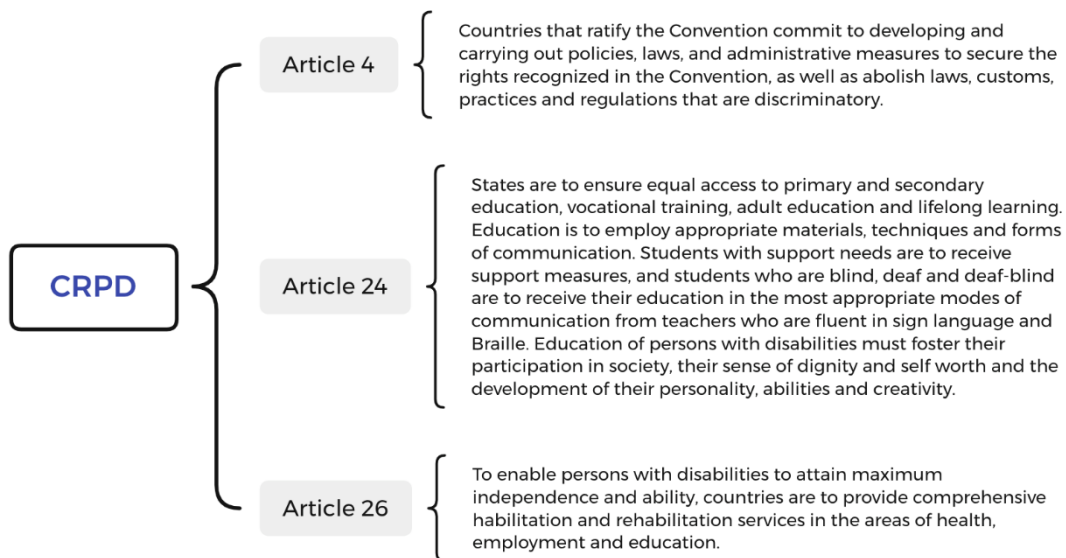 CRPD
Article 4
Countries that ratify the Convention commit to developing and
carrying out policies, laws, and administrative measures to secure the
rights recognized in the Convention, as well as abolish laws, customs,
practices and regulations that are discriminatory.
Article 24
States are to ensure equal access to primary and secondary
education, vocational training, adult education and lifelong learning.
Education is to employ appropriate materials, techniques and forms
of communication. Students with support needs are to receive
support measures, and students who are blind, deaf and deaf-blind
are to receive their education in the most appropriate modes of
communication from teachers who are fluent in sign language and
Braille. Education of persons with disabilities must foster their
participation in society, their sense of dignity and self worth and the
development of their personality, abilities and creativity.
Article 26
To enable persons with disabilities to attain maximum
independence and ability, countries are to provide comprehensive
habilitation and rehabilitation services in the areas of health,
employment and education.